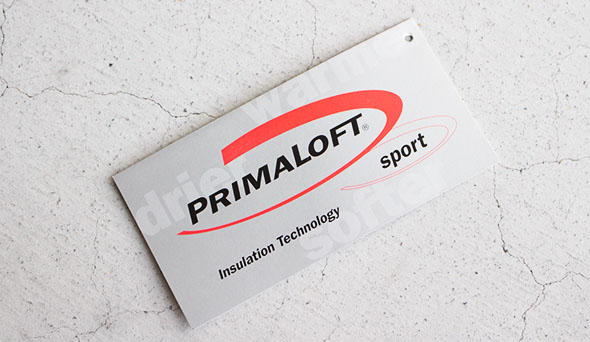 warmer
drier
softer
PRIMALOFT®
sport
Insulation Technology